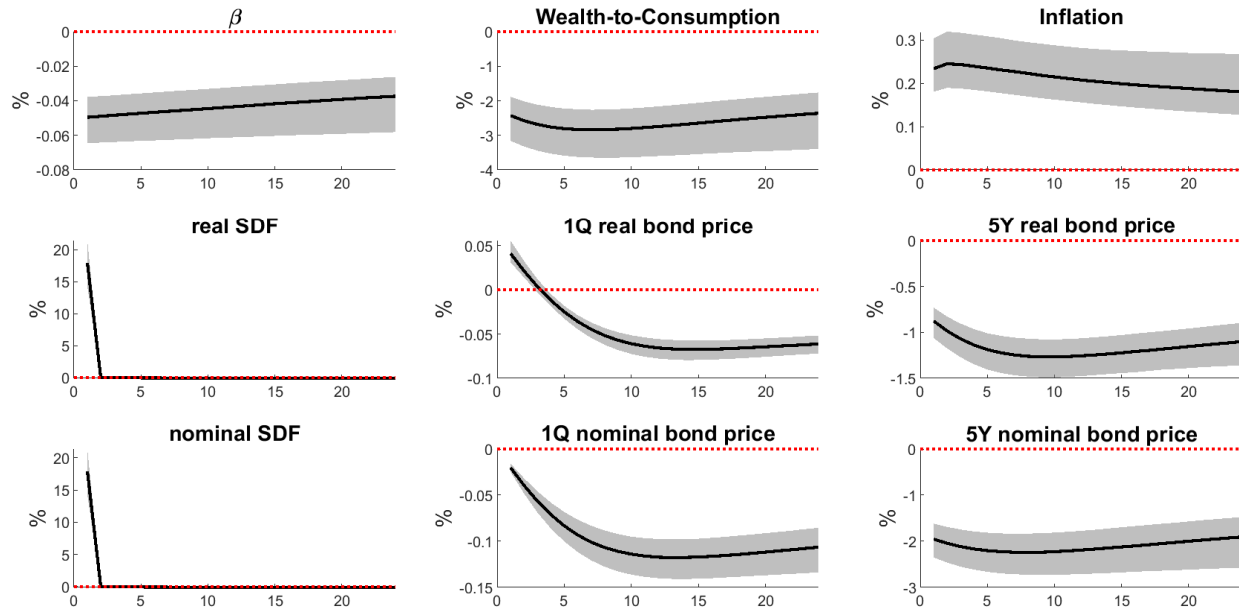 β
Wealth-to-Consumption
Inflation
0
-0.02
-0.04
-0.06
-0.08
%
0 5 10 15 20
0
-1
-2
-3
-4
%
0 5 10 15 20
0.3
0.2
0.1
0
%
0 5 10 15 20
real SDF
1Q real bond price
5Y real bond price
20
15
10
5
0
%
0 5 10 15 20
0.05
0
-0.05
-0.1
%
0 5 10 15 20
0
-0.5
-1
-1.5
%
0 5 10 15 20
nominal SDF
1Q nominal bond price
5Y nominal bond price
20
15
10
5
0
%
0 5 10 15 20
0
-0.05
-0.1
-0.15
%
0 5 10 15 20
0
-1
-2
-3
%
0 5 10 15 20